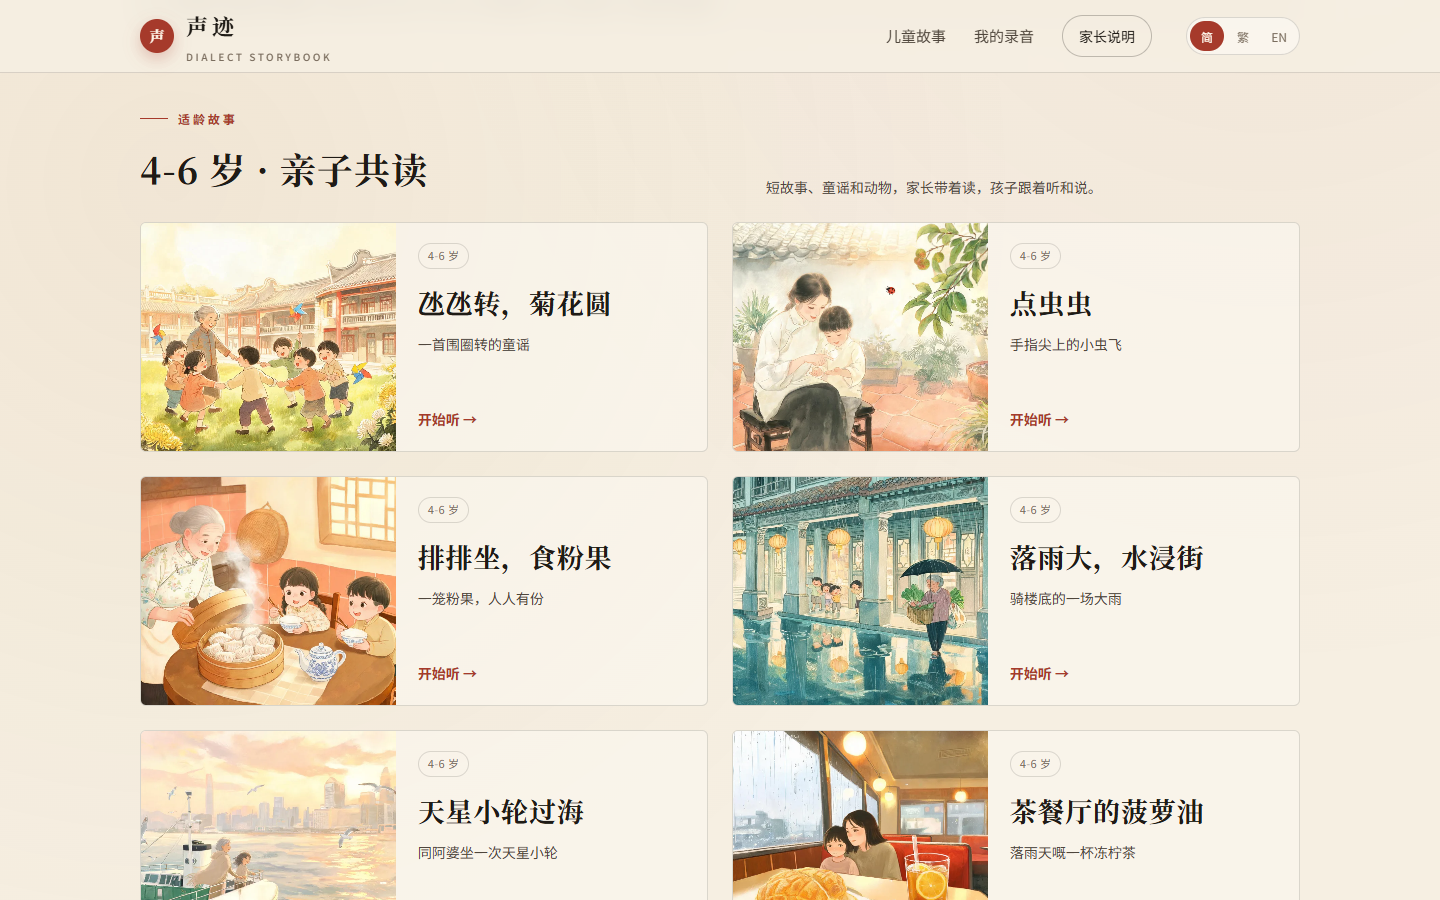 声
声迹
DIALECT STORYBOOK
儿童故事
我的录音
家长说明
简
繁
EN
适龄故事
4-6 岁 · 亲子共读
短故事、童谣和动物，家长带着读，孩子跟着听和说。
4-6 岁
氹氹转，菊花圆
一首围圈转的童谣
开始听 →
4-6 岁
点虫虫
手指尖上的小虫飞
开始听 →
4-6 岁
排排坐，食粉果
一笼粉果，人人有份
开始听 →
4-6 岁
落雨大，水浸街
骑楼底的一场大雨
开始听 →
4-6 岁
天星小轮过海
同阿婆坐一次天星小轮
4-6 岁
茶餐厅的菠萝油
落雨天嘅一杯冻柠茶